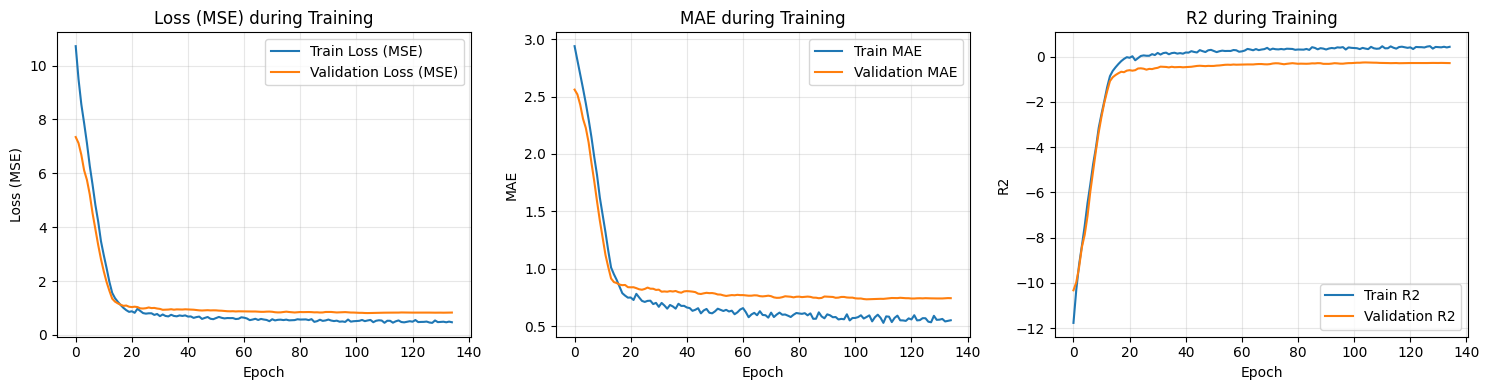 Loss (MSE) during Training
Loss (MSE)
10
8
6
4
2
0
Train Loss (MSE)
Validation Loss (MSE)
0 20 40 60 80 100 120 140
Epoch
MAE during Training
MAE
3.0
2.5
2.0
1.5
1.0
0.5
Train MAE
Validation MAE
0 20 40 60 80 100 120 140
Epoch
R2 during Training
R2
0
−2
−4
−6
−8
−10
−12
Train R2
Validation R2
0 20 40 60 80 100 120 140
Epoch